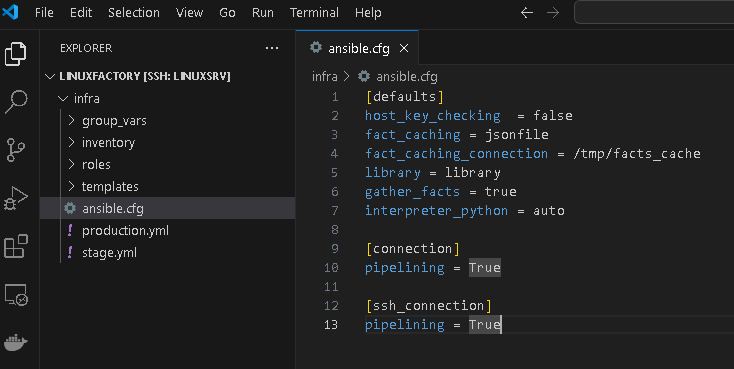 File Edit Selection View Go Run Terminal Help
EXPLORER
LINUXFACTORY [SSH: LINUXSRV]
infra
group_vars
inventory
roles
templates
ansible.cfg
! production.yml
! stage.yml
ansible.cfg
infra > ansible.cfg
1 [defaults]
2 host_key_checking  = false
3 fact_caching = jsonfile
4 fact_caching_connection = /tmp/facts_cache
5 library = library
6 gather_facts = true
7 interpreter_python = auto
8
9 [connection]
10 pipelining = True
11
12 [ssh_connection]
13 pipelining = True